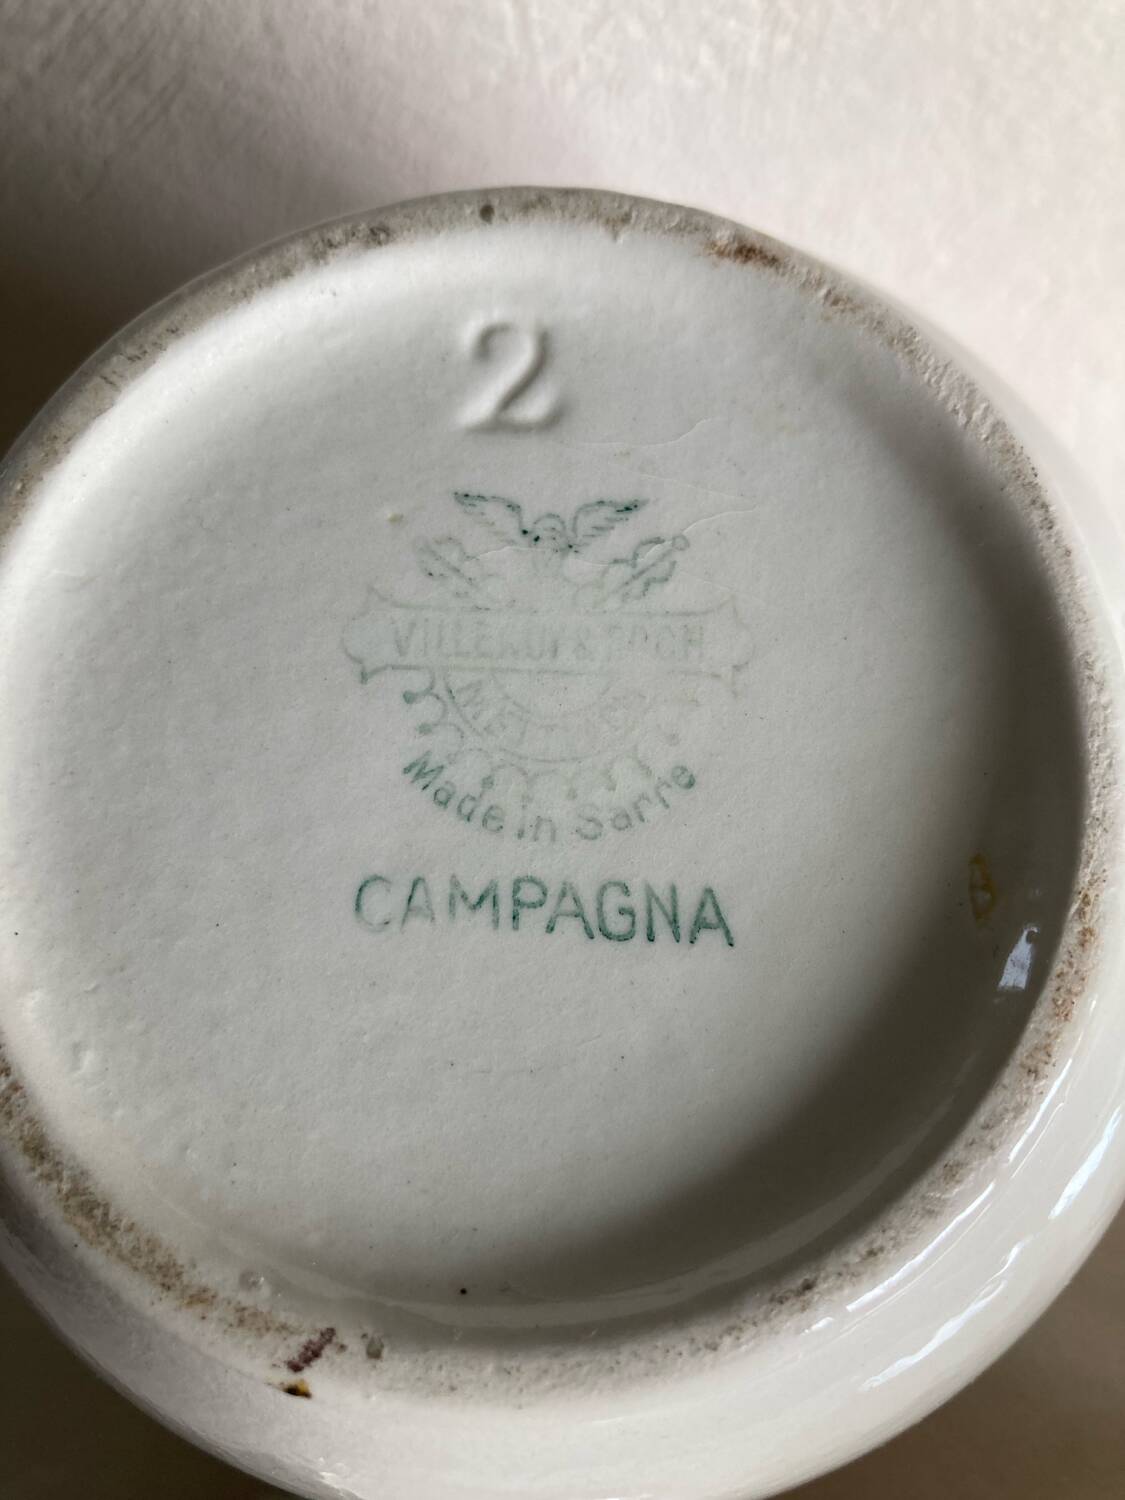 2
VILLEROY & BOCH
METTLACH
Made in Sarre
CAMPAGNA
B